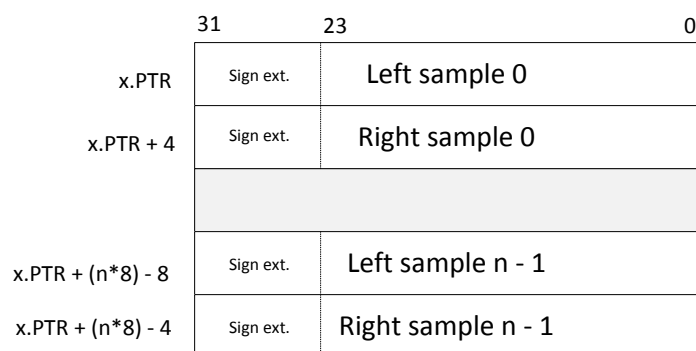 31 23 0
x.PTR Sign ext. Left sample 0
x.PTR + 4 Sign ext. Right sample 0
x.PTR + (n*8) - 8 Sign ext. Left sample n - 1
x.PTR + (n*8) - 4 Sign ext. Right sample n - 1